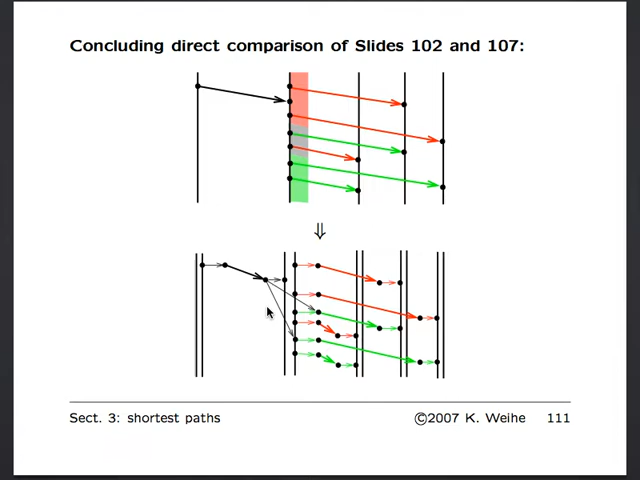 Concluding direct comparison of Slides 102 and 107:
⇓
Sect. 3: shortest paths ©2007 K. Weihe 111